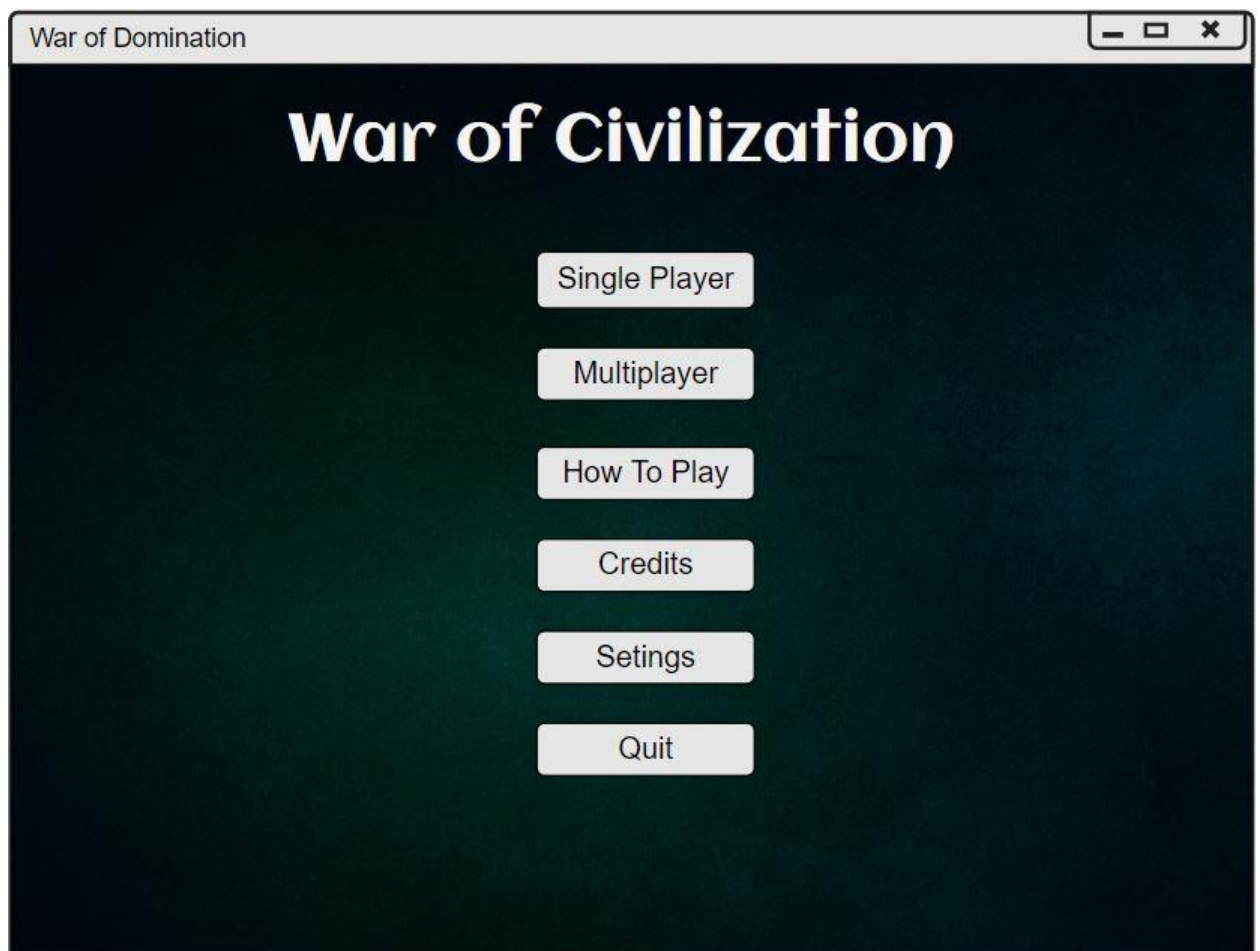 War of Domination
War of Civilization
Single Player
Multiplayer
How To Play
Credits
Setings
Quit